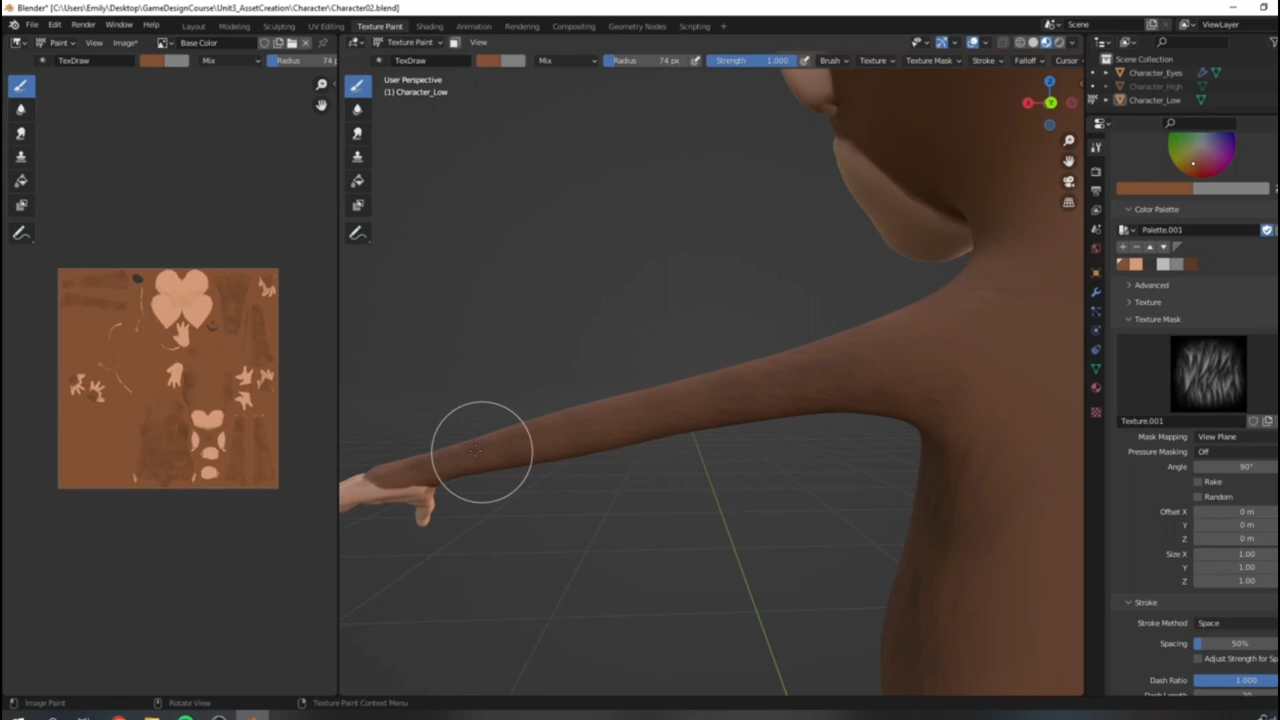 Blender* [C:\Users\Emily\Desktop\GameDesignCourse\Unit3_AssetCreation\Character\Character02.blend]
File Edit Render Window Help Layout Modeling Sculpting UV Editing Texture Paint Shading Animation Rendering Compositing Geometry Nodes Scripting + Scene ViewLayer
Paint View Image* Base Color Texture Paint View
TexDraw Mix Radius 74 p TexDraw Mix Radius 74 px Strength 1.000 Brush Texture Texture Mask Stroke Falloff Cursor
User Perspective
(1) Character_Low
Z
X
Y
Scene Collection
Character_Eyes
Character_High
Character_Low
Color Palette
Palette.001
Advanced
Texture
Texture Mask
Texture.001
Mask Mapping View Plane
Pressure Masking Off
Angle 90°
Rake
Random
Offset X 0 m
Y 0 m
Z 0 m
Size X 1.00
Y 1.00
Z 1.00
Stroke
Stroke Method Space
Spacing 50%
Adjust Strength for Sp
Dash Ratio 1.000
Image Paint Rotate View Texture Paint Context Menu